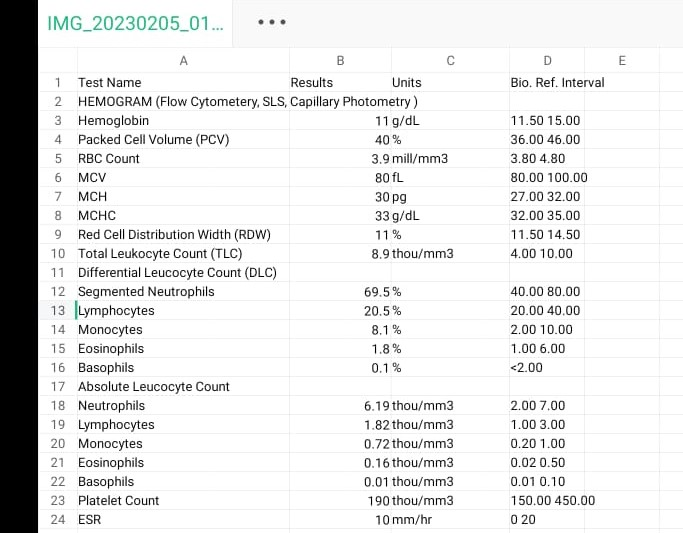 IMG_20230205_01... •••
A B C D E
1 Test Name Results Units Bio. Ref. Interval
2 HEMOGRAM (Flow Cytometery, SLS, Capillary Photometry )
3 Hemoglobin 11 g/dL 11.50 15.00
4 Packed Cell Volume (PCV) 40 % 36.00 46.00
5 RBC Count 3.9 mill/mm3 3.80 4.80
6 MCV 80 fL 80.00 100.00
7 MCH 30 pg 27.00 32.00
8 MCHC 33 g/dL 32.00 35.00
9 Red Cell Distribution Width (RDW) 11 % 11.50 14.50
10 Total Leukocyte Count (TLC) 8.9 thou/mm3 4.00 10.00
11 Differential Leucocyte Count (DLC)
12 Segmented Neutrophils 69.5 % 40.00 80.00
13 Lymphocytes 20.5 % 20.00 40.00
14 Monocytes 8.1 % 2.00 10.00
15 Eosinophils 1.8 % 1.00 6.00
16 Basophils 0.1 % <2.00
17 Absolute Leucocyte Count
18 Neutrophils 6.19 thou/mm3 2.00 7.00
19 Lymphocytes 1.82 thou/mm3 1.00 3.00
20 Monocytes 0.72 thou/mm3 0.20 1.00
21 Eosinophils 0.16 thou/mm3 0.02 0.50
22 Basophils 0.01 thou/mm3 0.01 0.10
23 Platelet Count 190 thou/mm3 150.00 450.00
24 ESR 10 mm/hr 0 20